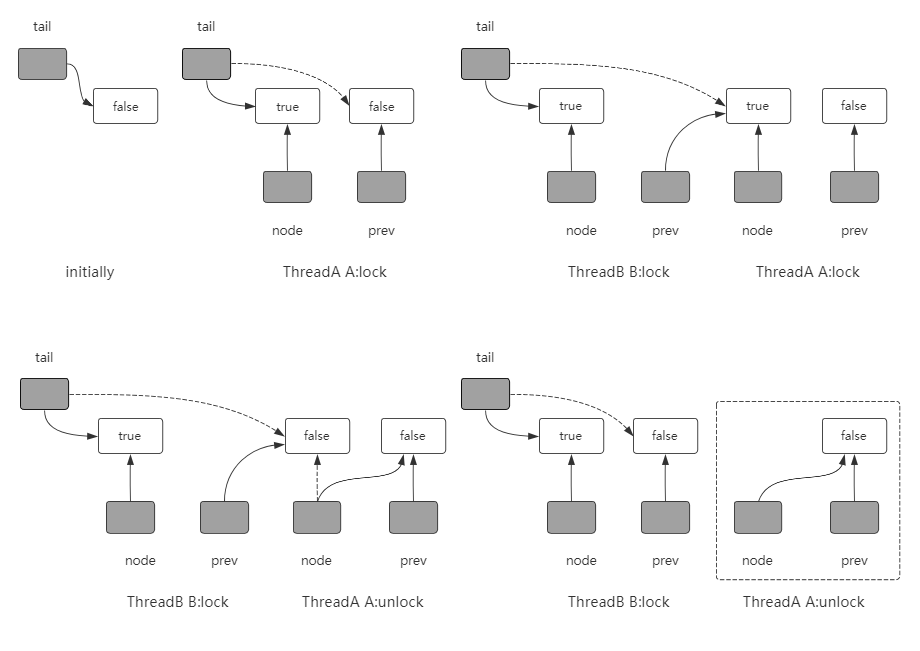 tail
false
initially
tail
true
false
node
prev
ThreadA A:lock
tail
true
true
false
node
prev
node
prev
ThreadB B:lock
ThreadA A:lock
tail
true
false
false
node
prev
node
prev
ThreadB B:lock
ThreadA A:unlock
tail
true
false
false
node
prev
node
prev
ThreadB B:lock
ThreadA A:unlock